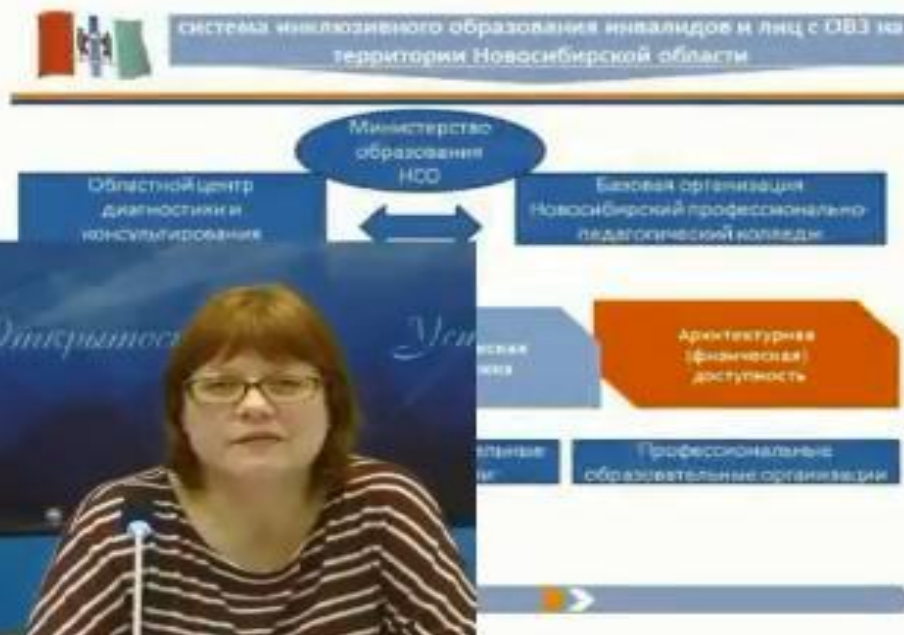 система инклюзивного образования инвалидов и лиц с ОВЗ на
территории Новосибирской области
Министерство
образования
НСО
Областной центр
диагностики и
консультирования
Базовая организация
Новосибирский профессионально-
педагогический колледж
Архитектурная
(физическая)
доступность
Профессиональные
образовательные организации